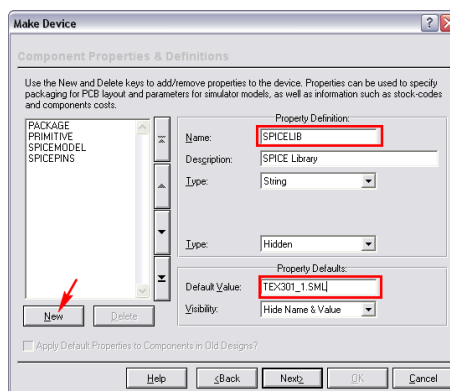 Make Device
Component Properties & Definitions
Use the New and Delete keys to add/remove properties to the device. Properties can be used to specify
packaging for PCB layout and parameters for simulator models, as well as information such as stock-codes
and components costs.
PACKAGE
PRIMITIVE
SPICEMODEL
SPICEPINS
New
Delete
Property Definition:
Name:
SPICELIB
Description:
SPICE Library
Type:
String
Type:
Hidden
Property Defaults:
Default Value:
TEX301_1.SML
Visibility:
Hide Name & Value
Apply Default Properties to Components in Old Designs?
Help
<Back
Next>
OK
Cancel